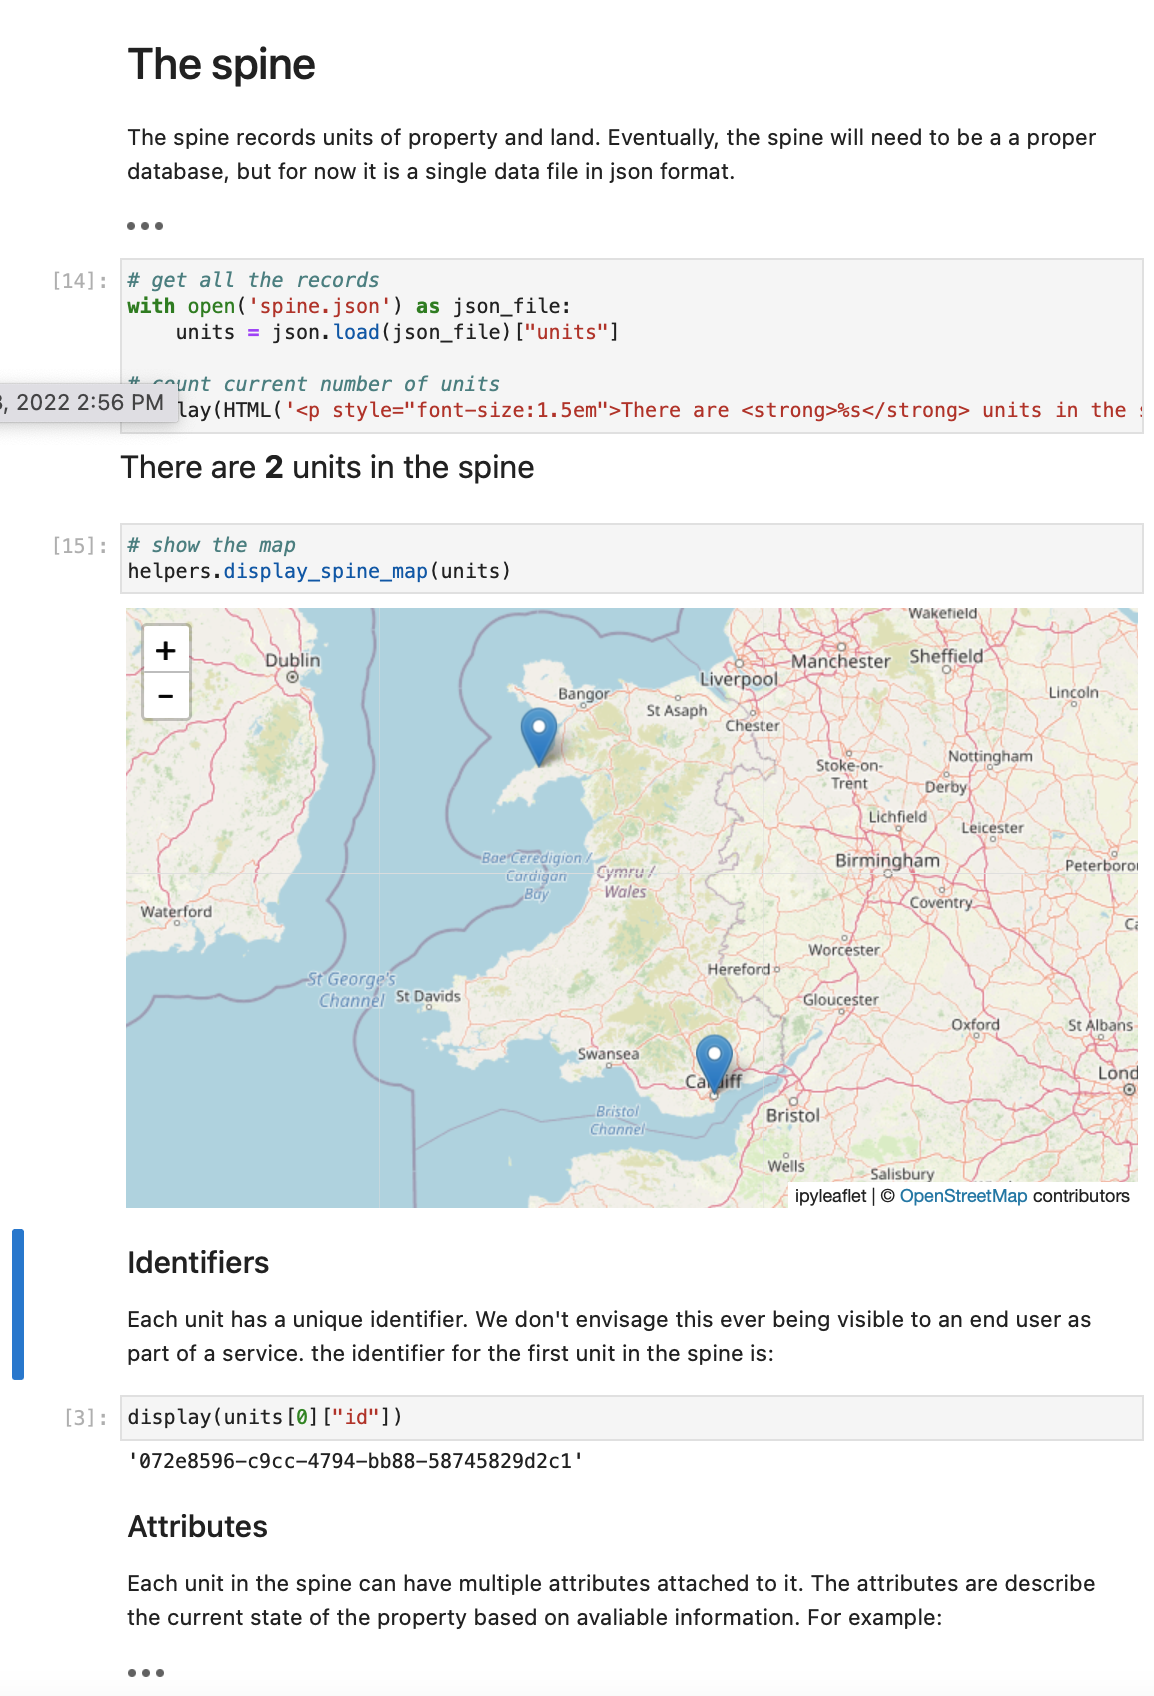 The spine
The spine records units of property and land. Eventually, the spine will need to be a a proper
database, but for now it is a single data file in json format.
[14]:
# get all the records
with open('spine.json') as json_file:
    units = json.load(json_file)["units"]
# count current number of units
, 2022 2:56 PM
lay(HTML('<p style="font-size:1.5em">There are <strong>%s</strong> units in the
There are 2 units in the spine
[15]:
# show the map
helpers.display_spine_map(units)
+
−
Wakefield
Dublin
Manchester
Sheffield
Liverpool
Bangor
Lincoln
St Asaph
Chester
Nottingham
Stoke-on-
Trent
Derby
Lichfield
Leicester
Bae Ceredigion /
Cardigan
Bay
Cymru /
Wales
Birmingham
Peterboro
Coventry
Waterford
Worcester
Hereford
St George's
Channel
St Davids
Gloucester
Oxford
St Albans
Swansea
Cardiff
Lond
Bristol
Channel
Bristol
Wells
Salisbury
ipyleaflet | © OpenStreetMap contributors
Identifiers
Each unit has a unique identifier. We don't envisage this ever being visible to an end user as
part of a service. the identifier for the first unit in the spine is:
[3]:
display(units[0]["id"])
'072e8596-c9cc-4794-bb88-58745829d2c1'
Attributes
Each unit in the spine can have multiple attributes attached to it. The attributes are describe
the current state of the property based on avaliable information. For example: